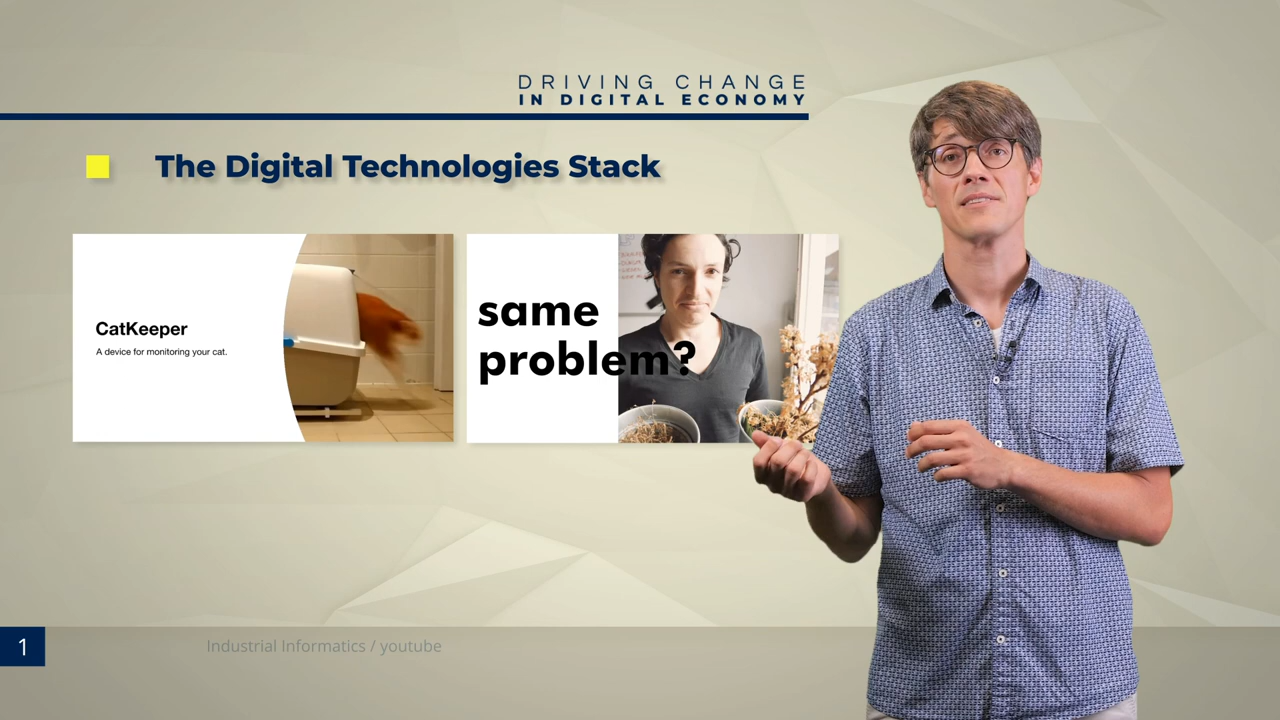 DRIVING CHANGE
IN DIGITAL ECONOMY
The Digital Technologies Stack
CatKeeper
A device for monitoring your cat.
same
problem?
1
Industrial Informatics / youtube